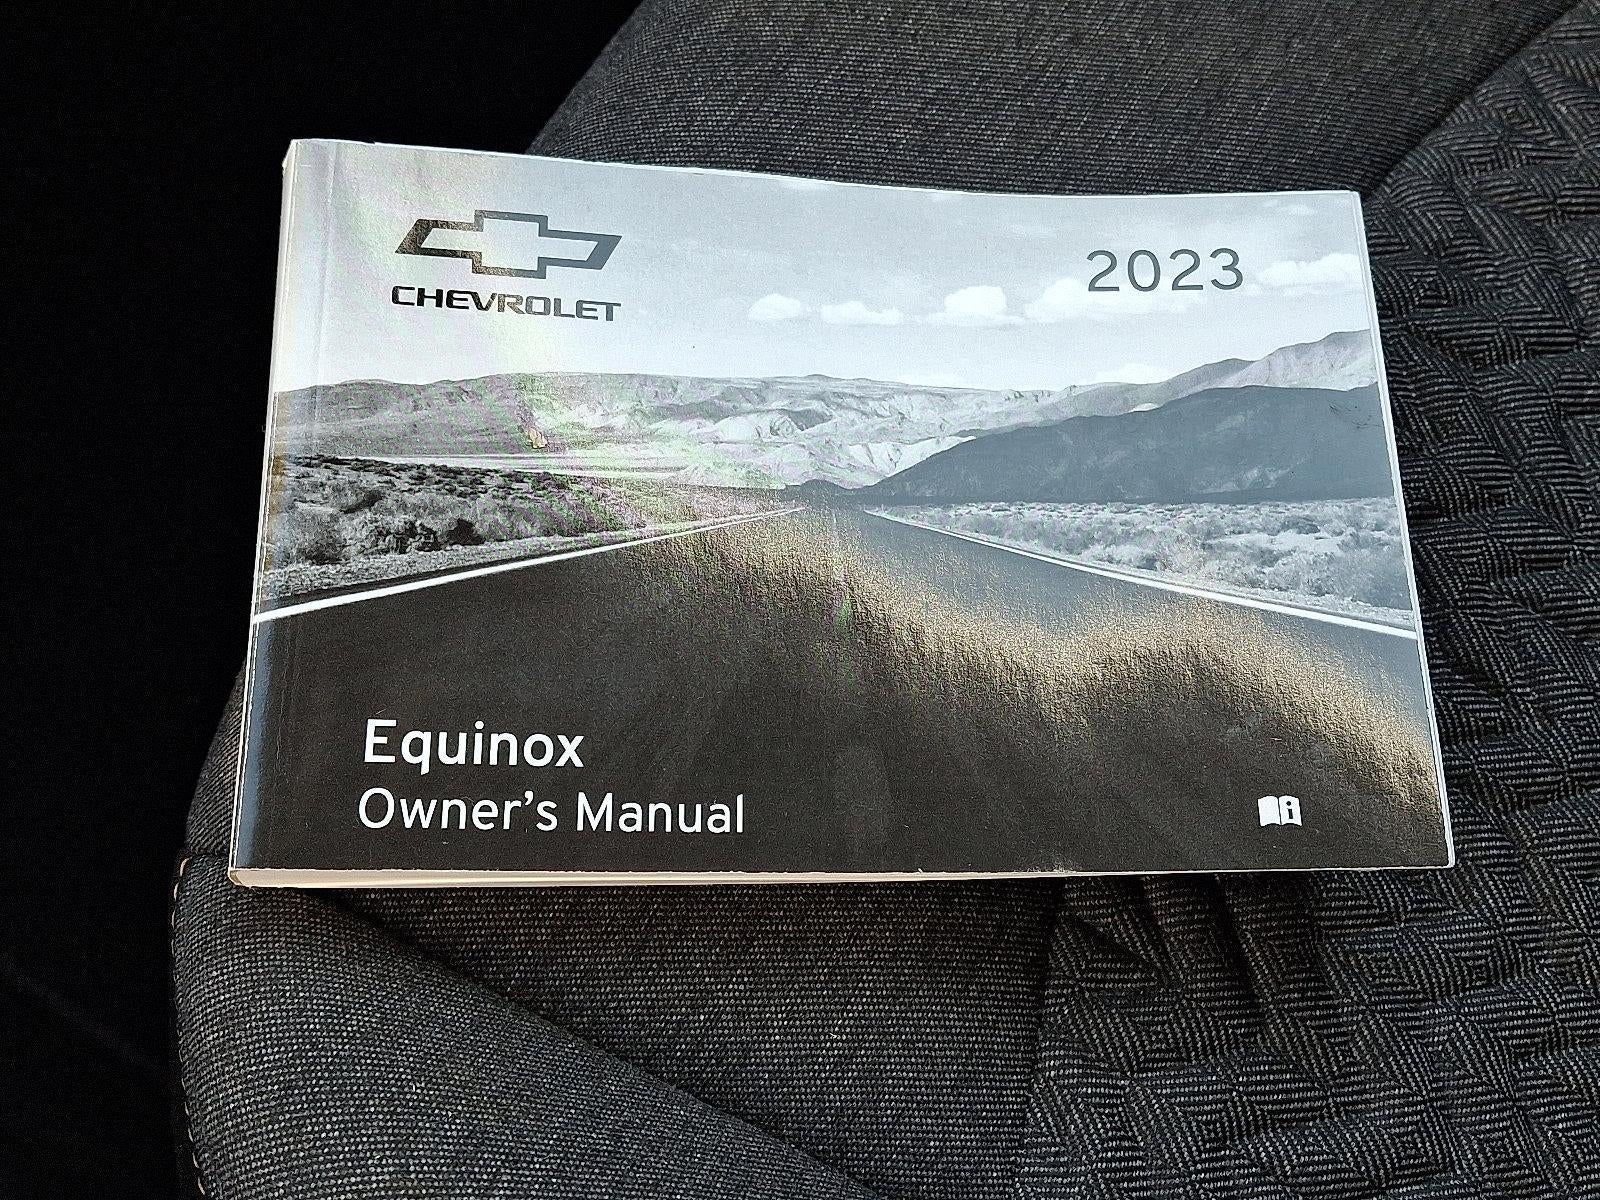 CHEVROLET
2023
Equinox
Owner's Manual